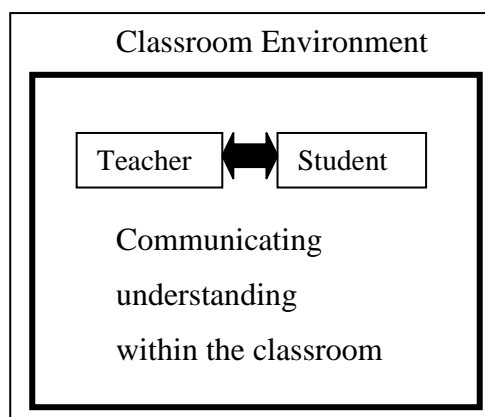 Classroom Environment
Teacher Student
Communicating
understanding
within the classroom